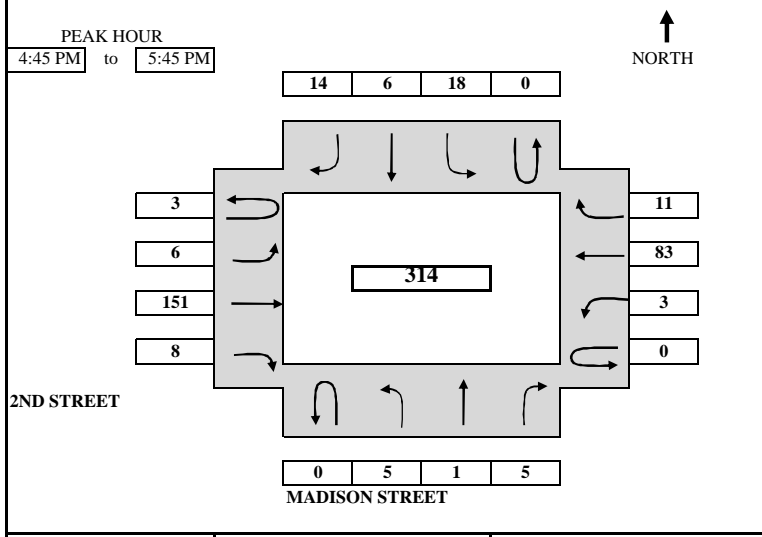 PEAK HOUR
4:45 PM to 5:45 PM
NORTH
14 6 18 0
3 11
6 83
314
151 3
8 0
2ND STREET
0 5 1 5
MADISON STREET